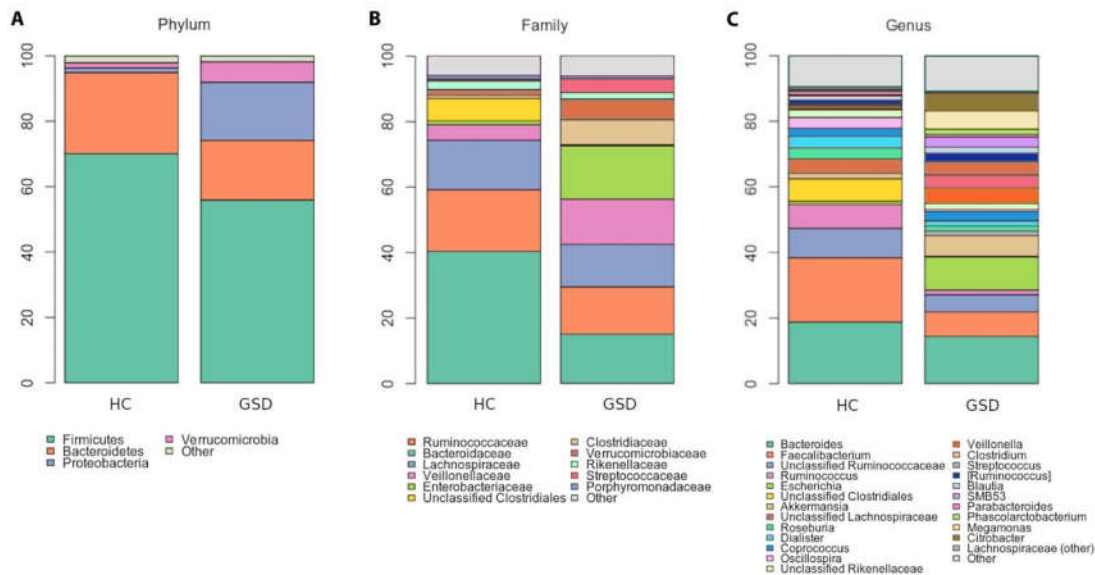 A
Phylum
0
20
40
60
80
100
HC
GSD
Firmicutes
Bacteroidetes
Proteobacteria
Verrucomicrobia
Other
B
Family
0
20
40
60
80
100
HC
GSD
Ruminococcaceae
Bacteroidaceae
Lachnospiraceae
Veillonellaceae
Enterobacteriaceae
Unclassified Clostridiales
Clostridiaceae
Verrucomicrobiaceae
Rikenellaceae
Streptococcaceae
Porphyromonadaceae
Other
C
Genus
0
20
40
60
80
100
HC
GSD
Bacteroides
Faecalibacterium
Unclassified Ruminococcaceae
Ruminococcus
Escherichia
Unclassified Clostridiales
Akkermansia
Unclassified Lachnospiraceae
Roseburia
Dialister
Coprococcus
Oscillospira
Unclassified Rikenellaceae
Veillonella
Clostridium
Streptococcus
[Ruminococcus]
Blautia
SMB53
Parabacteroides
Phascolarctobacterium
Megamonas
Citrobacter
Lachnospiraceae (other)
Other